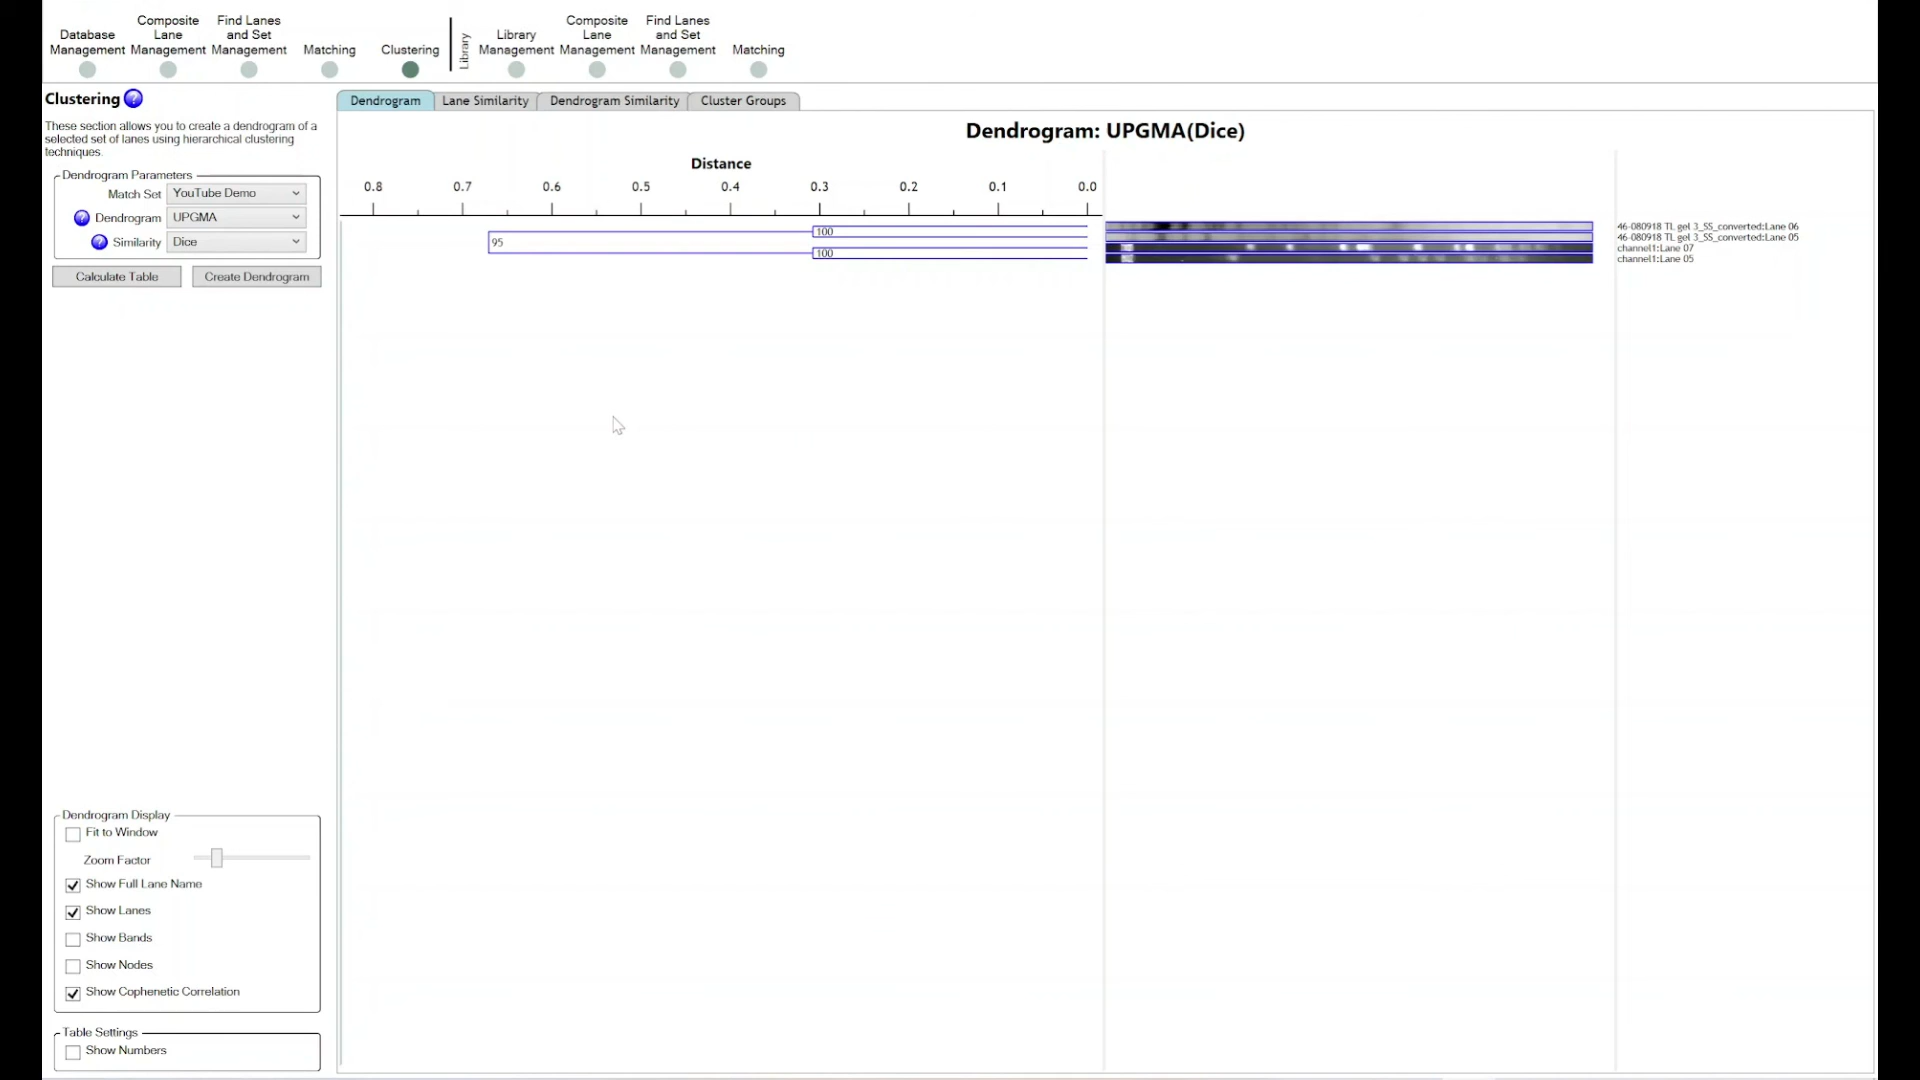 Composite Find Lanes Composite Find Lanes
Database Lane and Set Library Lane and Set
Management Management Management Matching Clustering Library Management Management Management Matching
Clustering ?
Dendrogram Lane Similarity Dendrogram Similarity Cluster Groups
These section allows you to create a dendrogram of a
selected set of lanes using hierarchical clustering
techniques.
Dendrogram Parameters
Match Set YouTube Demo
? Dendrogram UPGMA
? Similarity Dice
Calculate Table Create Dendrogram
Dendrogram: UPGMA(Dice)
Distance
0.8 0.7 0.6 0.5 0.4 0.3 0.2 0.1 0.0
100
95
100
46-080918 TL gel 3_SS_converted:Lane 06
46-080918 TL gel 3_SS_converted:Lane 05
channel1:Lane 07
channel1:Lane 05
Dendrogram Display
Fit to Window
Zoom Factor
Show Full Lane Name
Show Lanes
Show Bands
Show Nodes
Show Cophenetic Correlation
Table Settings
Show Numbers